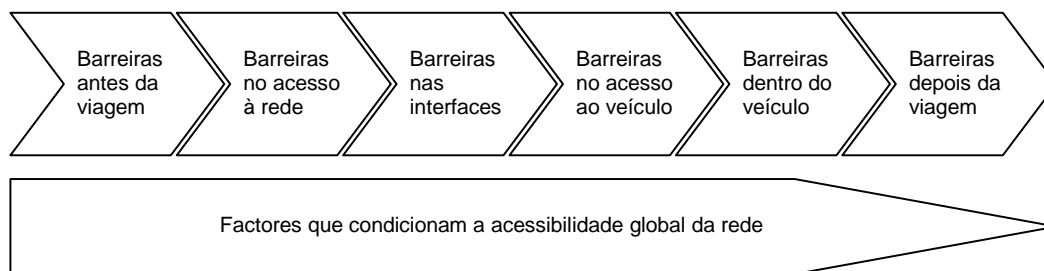 Barreiras
antes da
viagem
Barreiras
no acesso
à rede
Barreiras
nas
interfaces
Barreiras
no acesso
ao veículo
Barreiras
dentro do
veículo
Barreiras
depois da
viagem
Factores que condicionam a acessibilidade global da rede